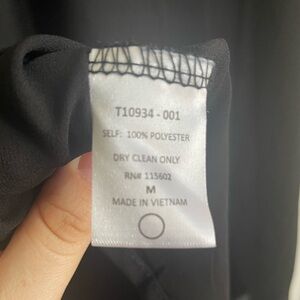 T10934 - 001
SELF: 100% POLYESTER
DRY CLEAN ONLY
RN# 115602
M
MADE IN VIETNAM